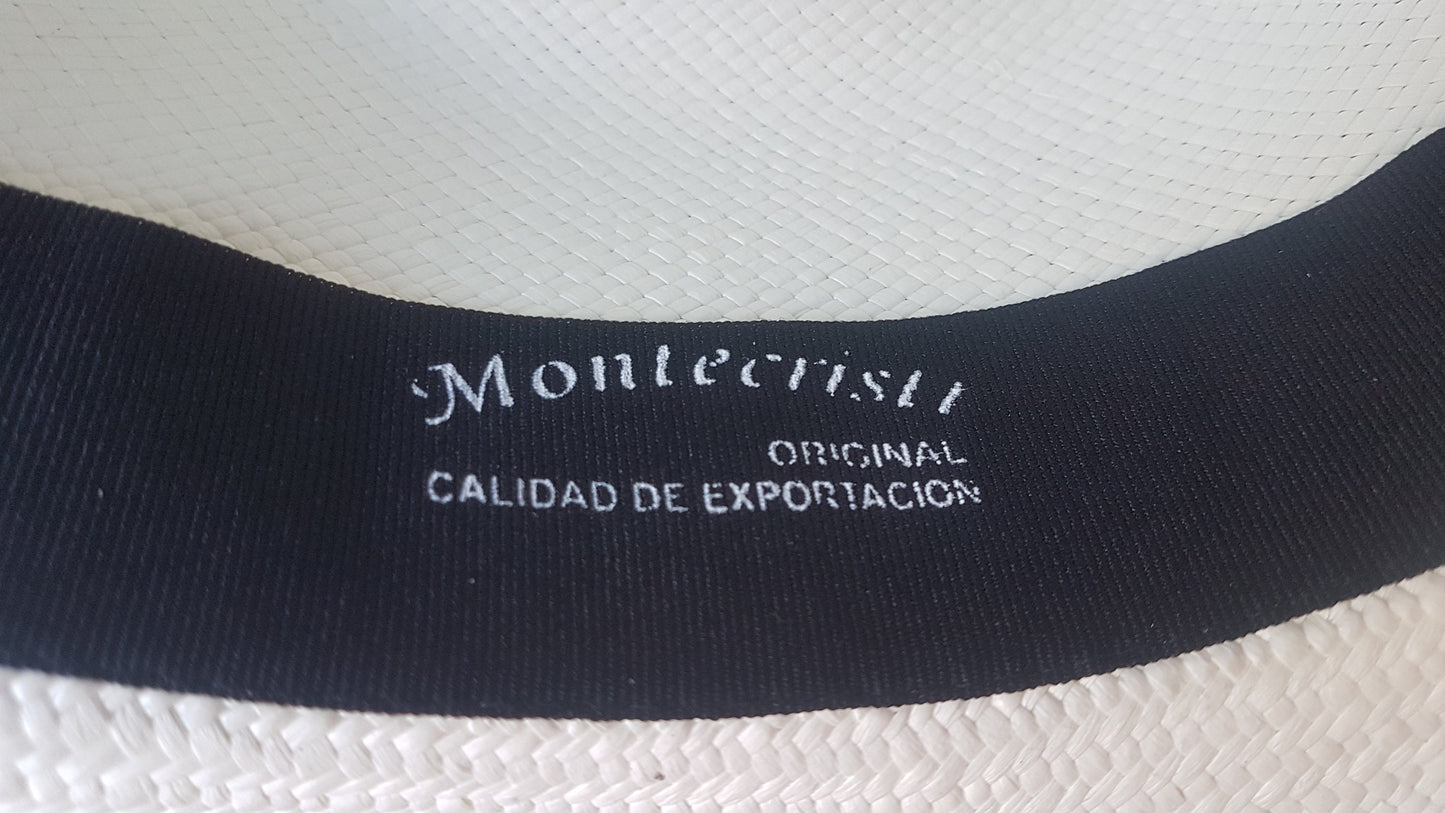 Montecristi
ORIGINAL
CALIDAD DE EXPORTACION